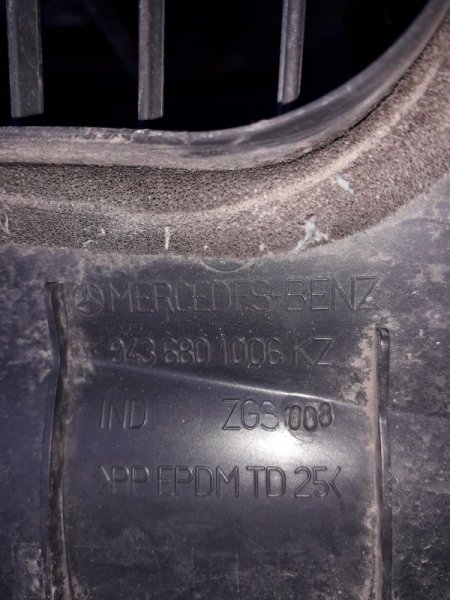 MERCEDES-BENZ
943 680 1006 KZ
IND ZGS 008
>PP EPDM TD 25<